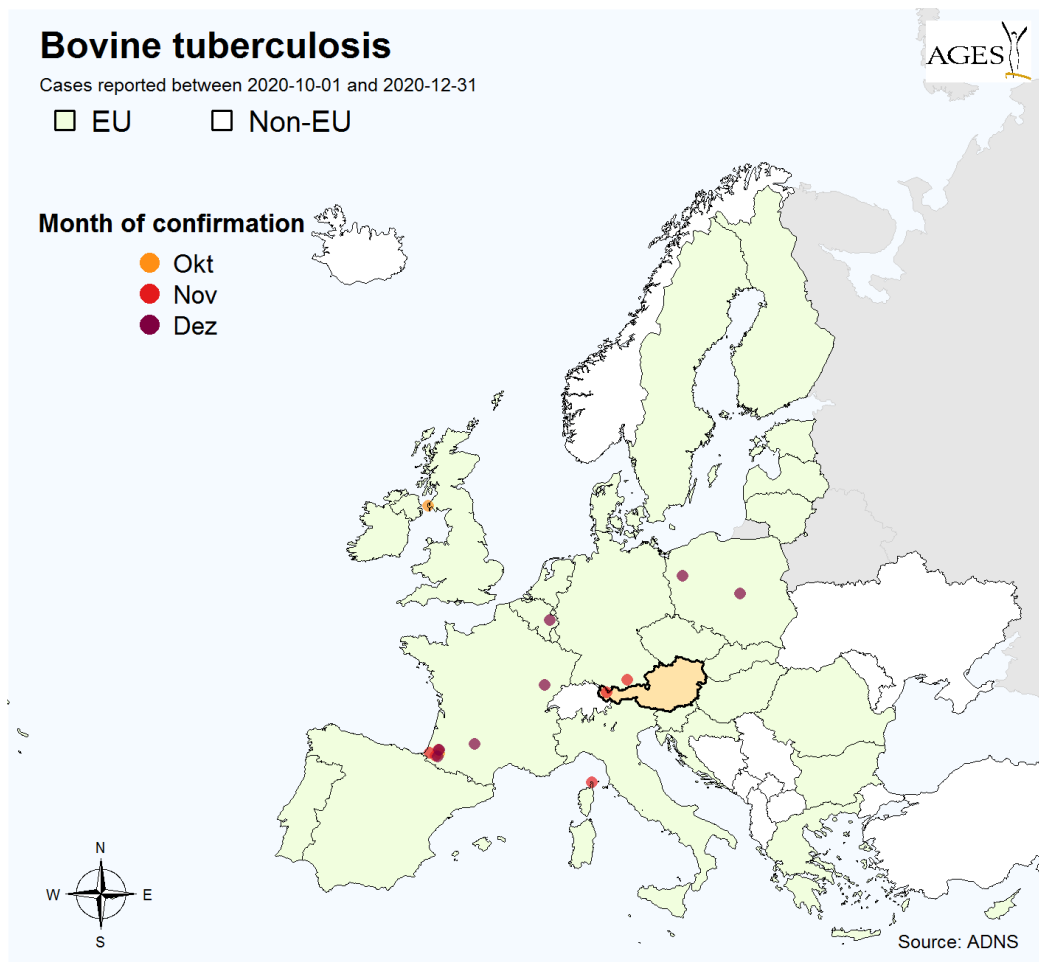 Bovine tuberculosis
Cases reported between 2020-10-01 and 2020-12-31
EU
Non-EU
AGES
Month of confirmation
Okt
Nov
Dez
N
W E
S
Source: ADNS